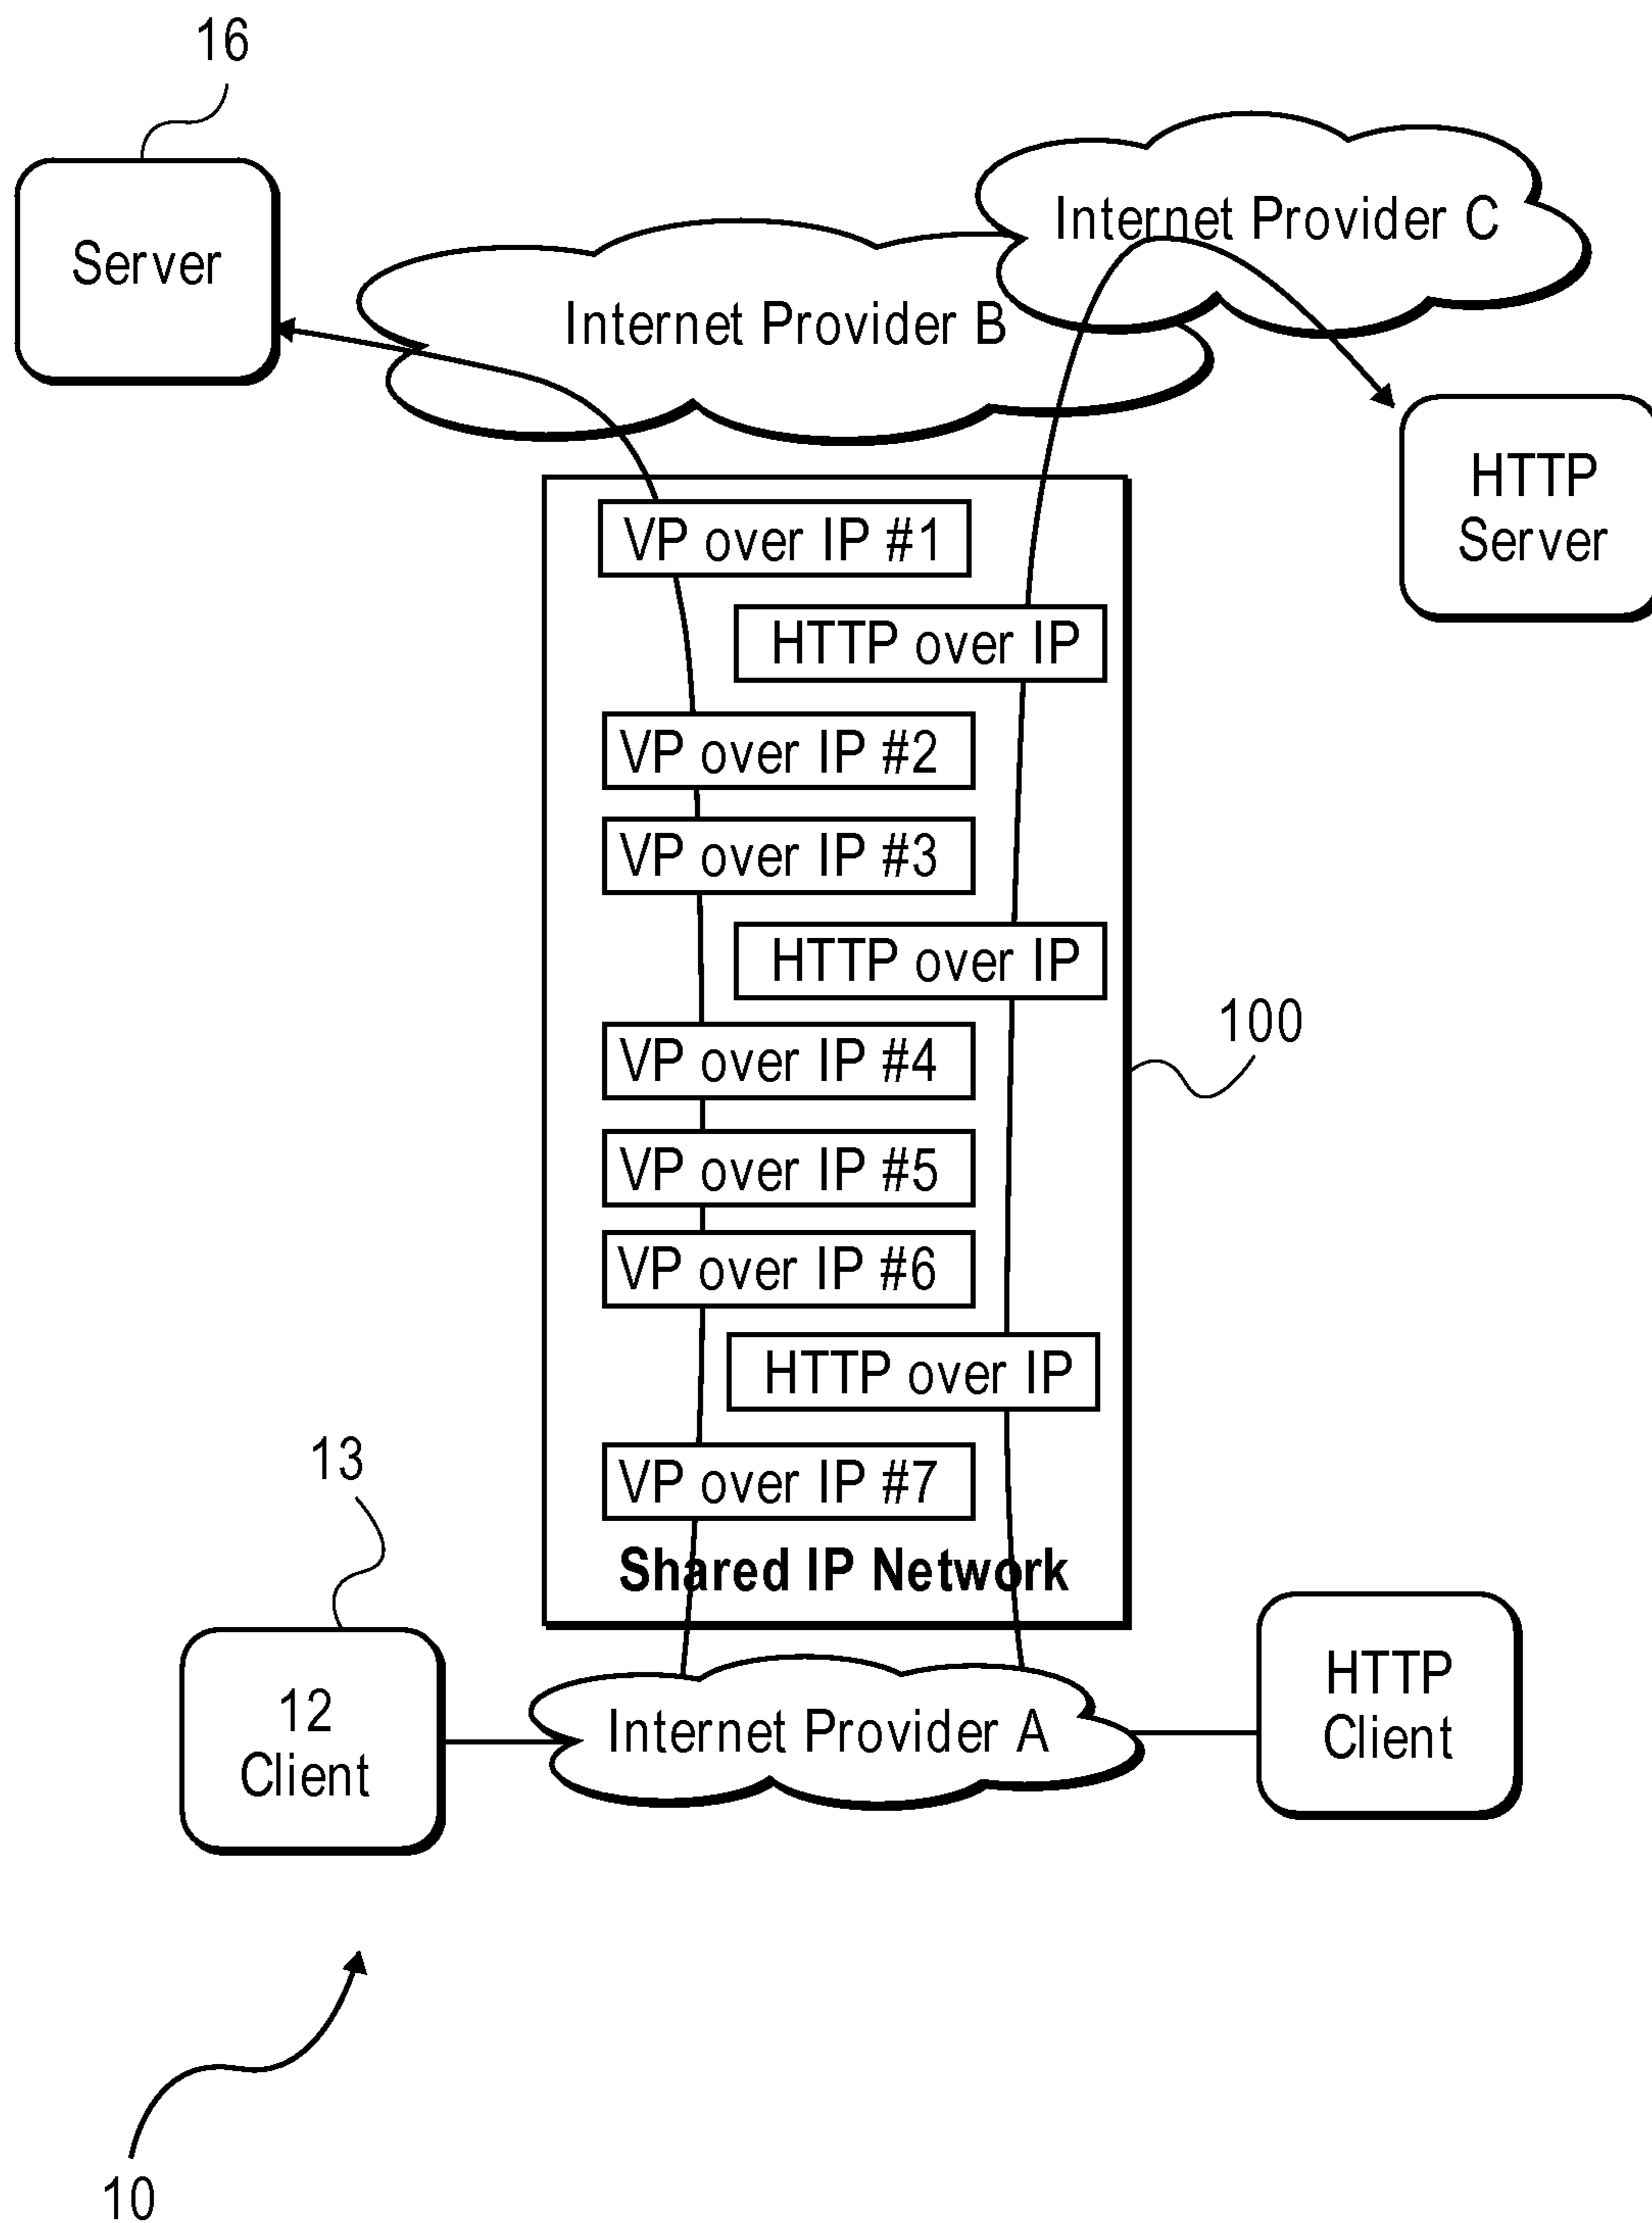 16
Server
Internet Provider C
Internet Provider B
HTTP
Server
VP over IP #1
HTTP over IP
VP over IP #2
VP over IP #3
HTTP over IP
100
VP over IP #4
VP over IP #5
VP over IP #6
HTTP over IP
13
VP over IP #7
Shared IP Network
12
Client
Internet Provider A
HTTP
Client
10